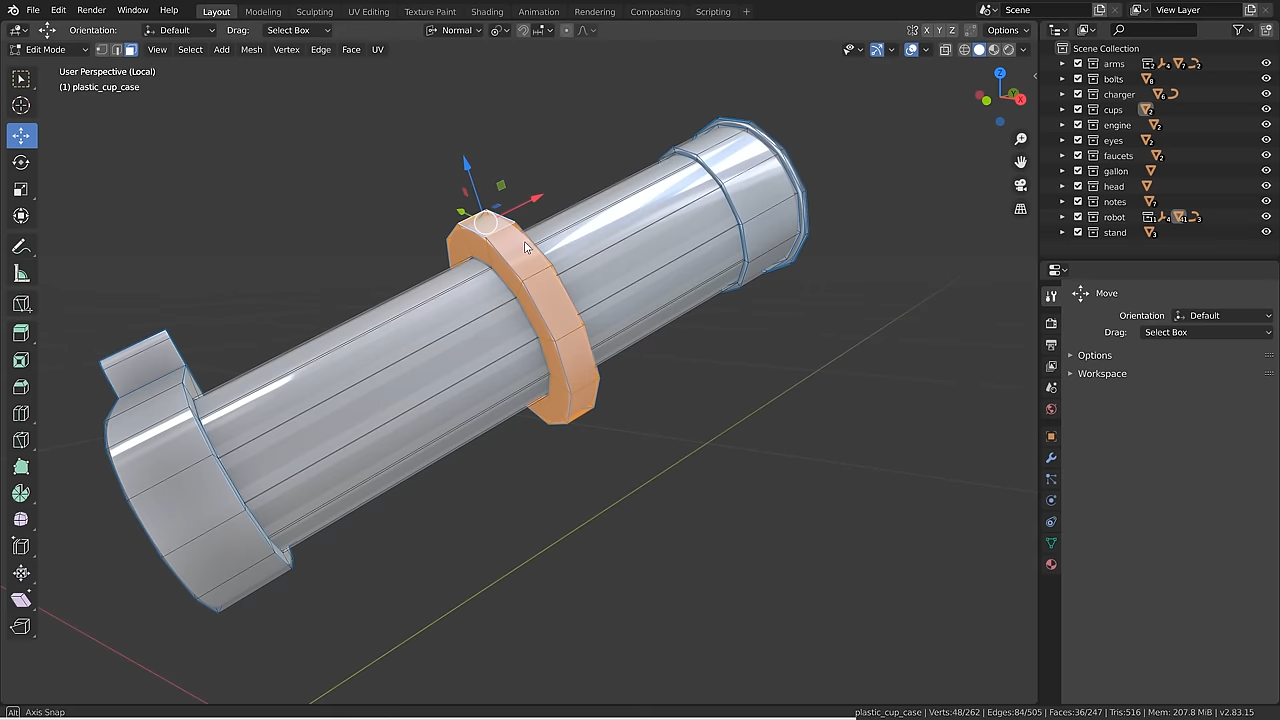 File Edit Render Window Help Layout Modeling Sculpting UV Editing Texture Paint Shading Animation Rendering Compositing Scripting + Scene View Layer
Orientation: Default Drag: Select Box Normal X Y Z Options
Edit Mode View Select Add Mesh Vertex Edge Face UV
User Perspective (Local)
(1) plastic_cup_case
Z
Y
X
Scene Collection
arms
bolts
charger
cups
engine
eyes
faucets
gallon
head
notes
robot
stand
Move
Orientation Default
Drag: Select Box
Options
Workspace
Alt Axis Snap
plastic_cup_case | Verts:48/262 | Edges:84/505 | Faces:36/247 | Tris:516 | Mem: 207.8 MiB | v2.83.15